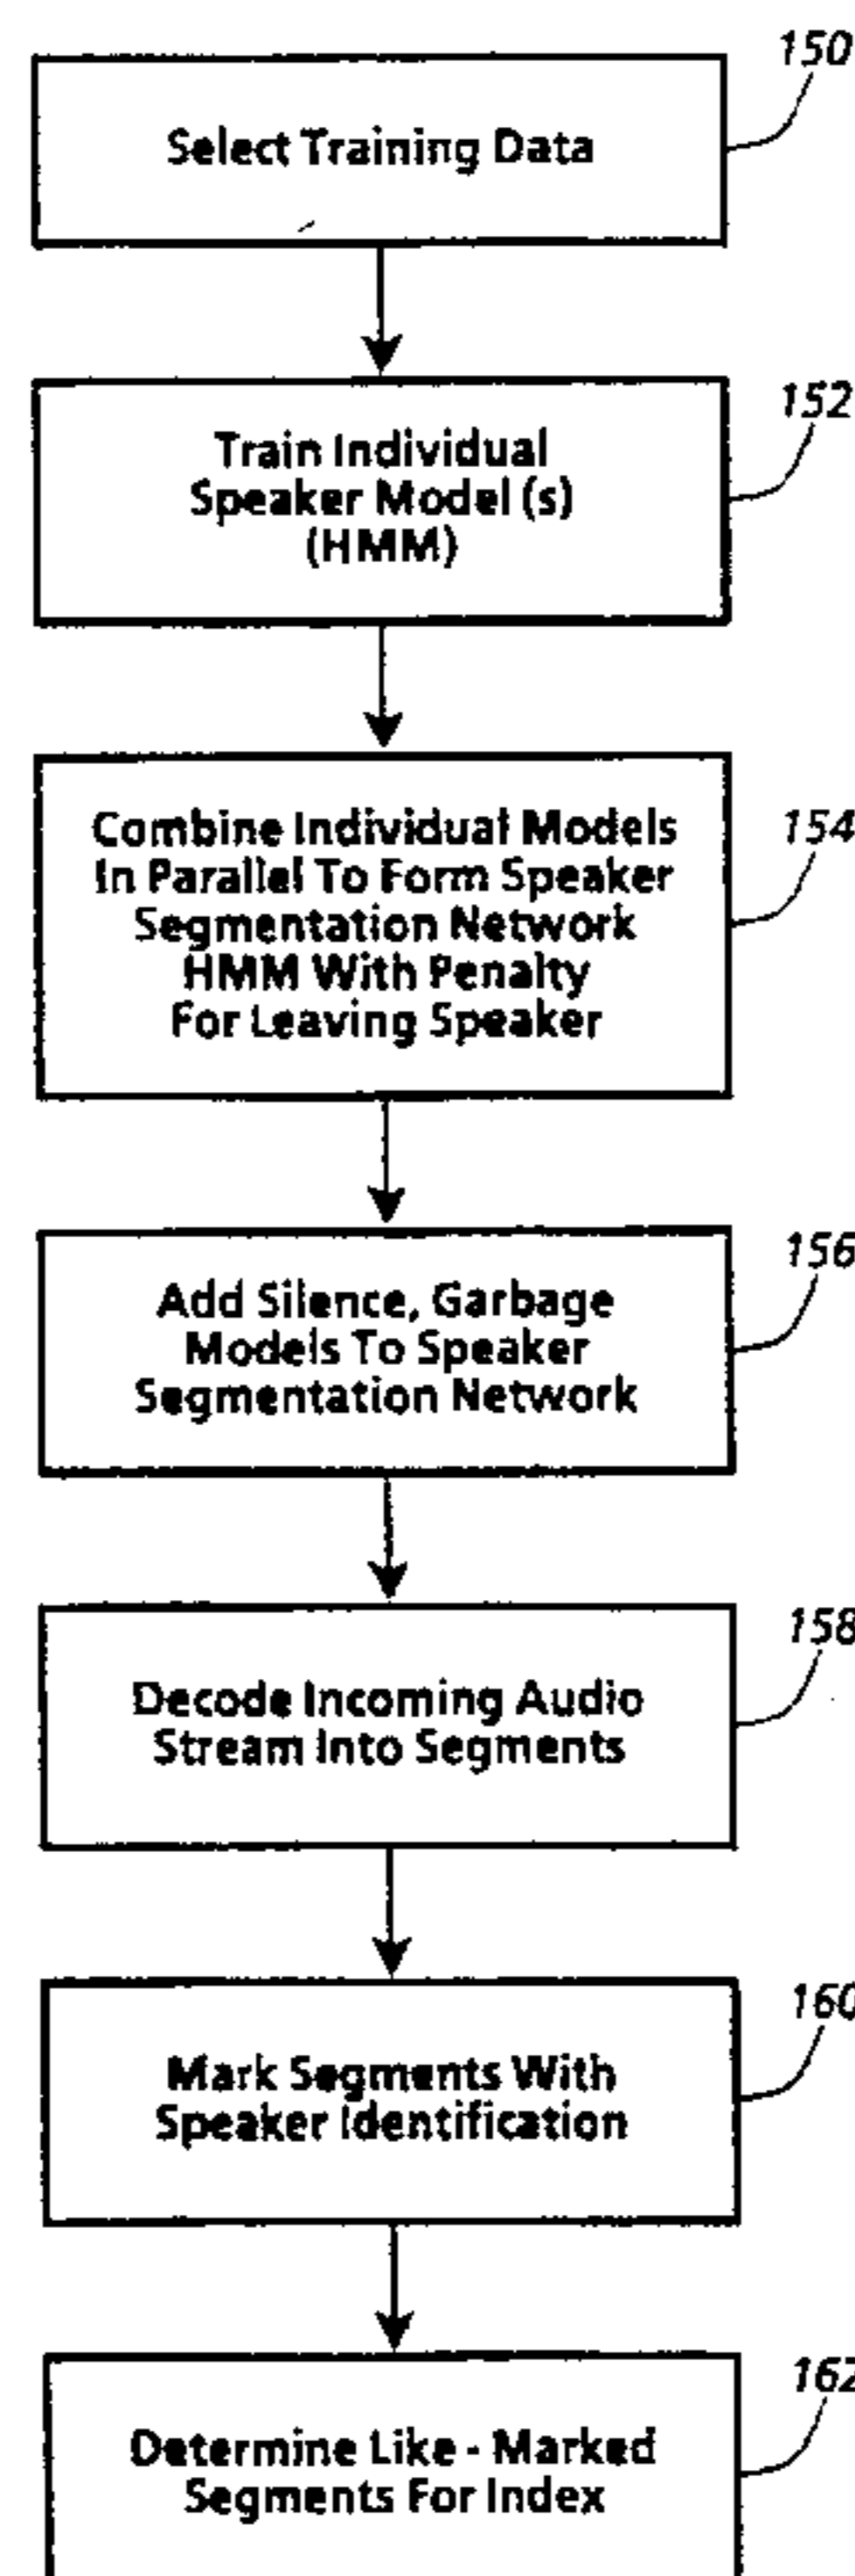 150
Select Training Data
152
Train Individual
Speaker Model (s)
(HMM)
154
Combine Individual Models
In Parallel To Form Speaker
Segmentation Network
HMM With Penalty
For Leaving Speaker
156
Add Silence, Garbage
Models To Speaker
Segmentation Network
158
Decode Incoming Audio
Stream Into Segments
160
Mark Segments With
Speaker Identification
162
Determine Like - Marked
Segments For Index